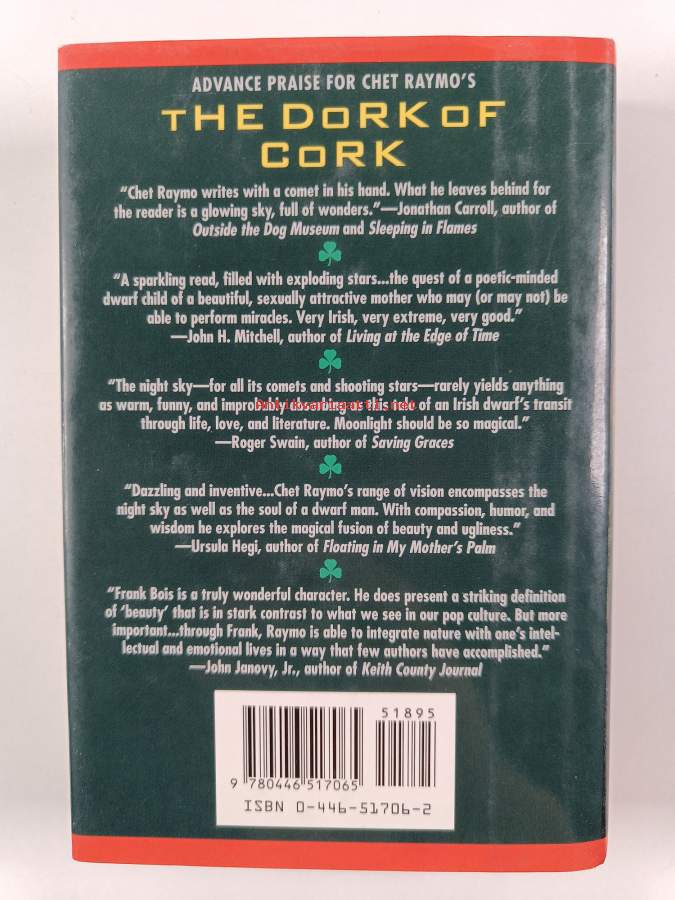 ADVANCE PRAISE FOR CHET RAYMO'S
THE DORK OF
CORK
"Chet Raymo writes with a comet in his hand. What he leaves behind for
the reader is a glowing sky, full of wonders."—Jonathan Carroll, author of
Outside the Dog Museum and Sleeping in Flames
"A sparkling read, filled with exploding stars...the quest of a poetic-minded
dwarf child of a beautiful, sexually attractive mother who may (or may not) be
able to perform miracles. Very Irish, very extreme, very good."
—John H. Mitchell, author of Living at the Edge of Time
"The night sky—for all its comets and shooting stars—rarely yields anything
as warm, funny, and improbably as this tale of an Irish dwarf's transit
through life, love, and literature. Moonlight should be so magical."
—Roger Swain, author of Saving Graces
"Dazzling and inventive...Chet Raymo's range of vision encompasses the
night sky as well as the soul of a dwarf man. With compassion, humor, and
wisdom he explores the magical fusion of beauty and ugliness."
—Ursula Hegi, author of Floating in My Mother's Palm
"Frank Bois is a truly wonderful character. He does present a striking definition
of 'beauty' that is in stark contrast to what we see in our pop culture. But more
important...through Frank, Raymo is able to integrate nature with one's intel-
lectual and emotional lives in a way that few authors have accomplished."
—John Janovy, Jr., author of Keith County Journal
51895
9 780446 517065
ISBN 0-446-51706-2